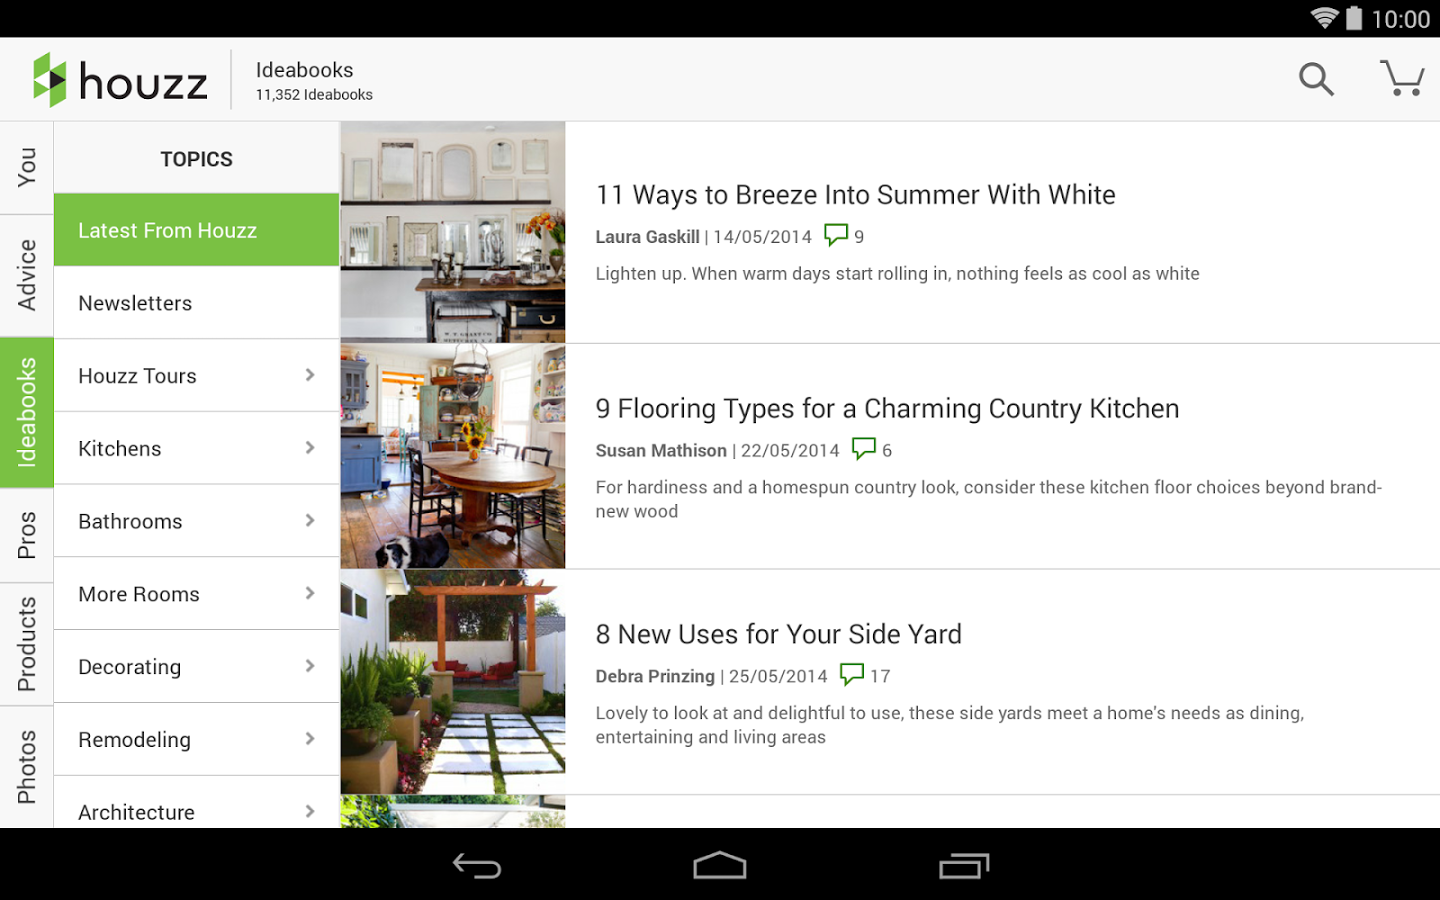 10:00
houzz
Ideabooks
11,352 Ideabooks
You
Advice
Ideabooks
Pros
Products
Photos
TOPICS
Latest From Houzz
Newsletters
Houzz Tours
Kitchens
Bathrooms
More Rooms
Decorating
Remodeling
Architecture
11 Ways to Breeze Into Summer With White
Laura Gaskill | 14/05/2014 9
Lighten up. When warm days start rolling in, nothing feels as cool as white
9 Flooring Types for a Charming Country Kitchen
Susan Mathison | 22/05/2014 6
For hardiness and a homespun country look, consider these kitchen floor choices beyond brand-
new wood
8 New Uses for Your Side Yard
Debra Prinzing | 25/05/2014 17
Lovely to look at and delightful to use, these side yards meet a home's needs as dining,
entertaining and living areas